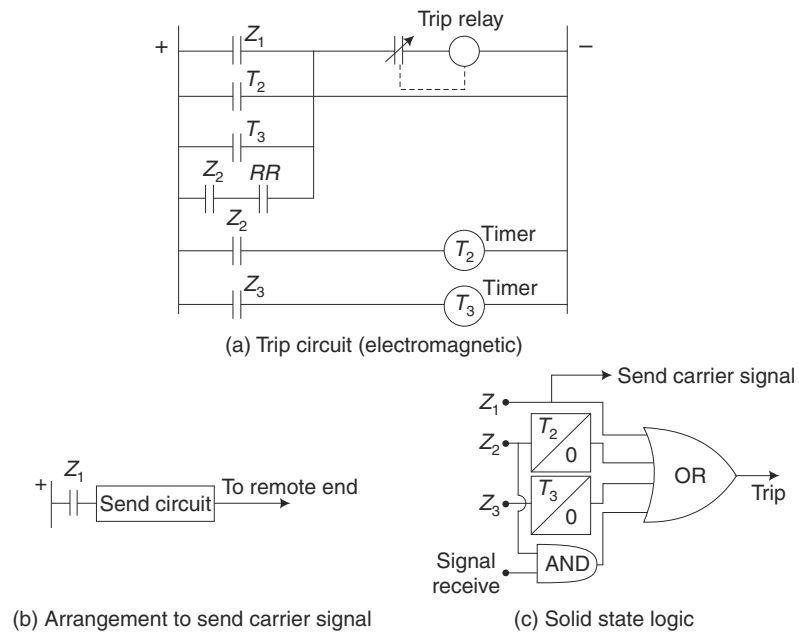 Trip relay
+ Z1 −
T2
T3
Z2 RR
Z2 T2 Timer
Z3 T3 Timer
(a) Trip circuit (electromagnetic)
+ Z1 Send circuit To remote end
(b) Arrangement to send carrier signal
Send carrier signal
Z1
Z2 T2 0
Z3 T3 0
OR Trip
Signal receive AND
(c) Solid state logic